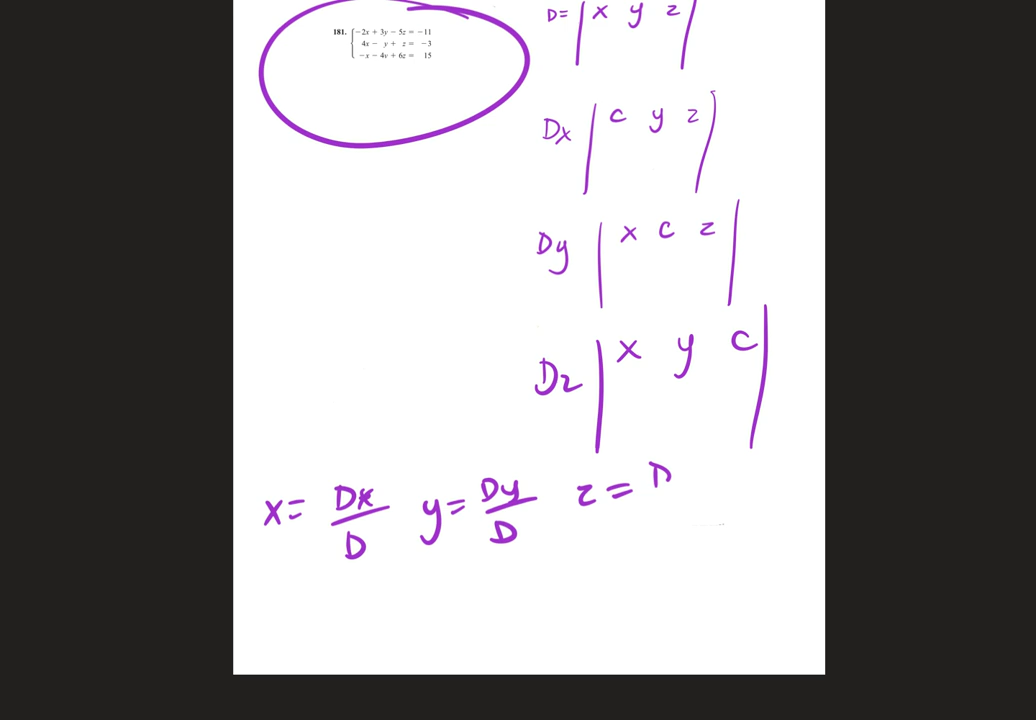 181. { -2x + 3y - 5z = -11
4x - y + z = -3
-x - 4y + 6z = 15
D= | x y z |
Dx | c y z |
Dy | x c z |
Dz | x y c |
x = Dx/D y = Dy/D z = D